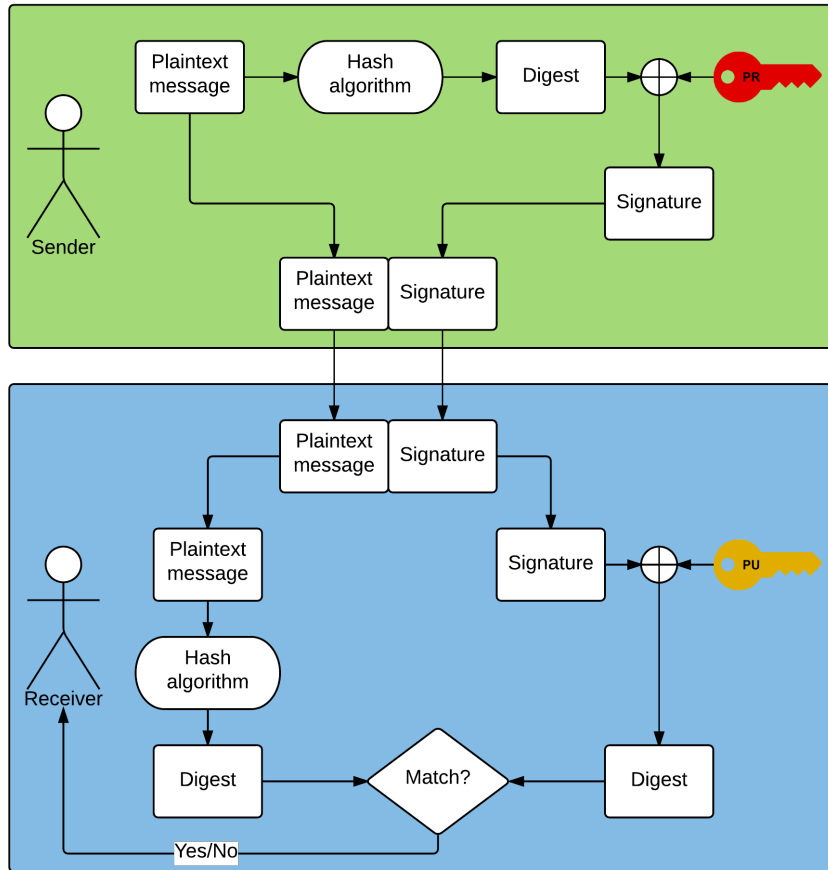 Plaintext
message
Hash
algorithm
Digest
PR
Signature
Sender
Plaintext
message
Signature
Plaintext
message
Signature
Plaintext
message
Signature
PU
Hash
algorithm
Receiver
Digest
Match?
Digest
Yes/No